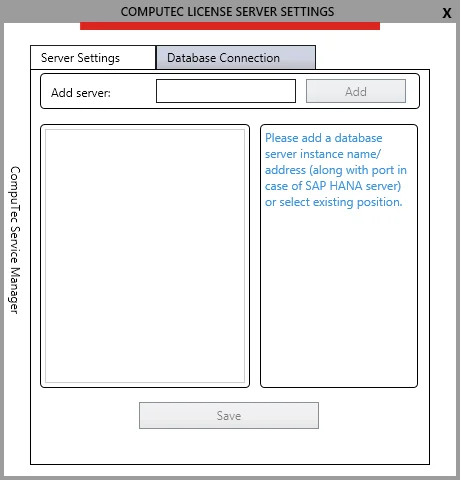 COMPUTEC LICENSE SERVER SETTINGS
X
Server Settings
Database Connection
Add server:
Add
Please add a database
server instance name/
address (along with port in
case of SAP HANA server)
or select existing position.
CompuTec Service Manager
Save